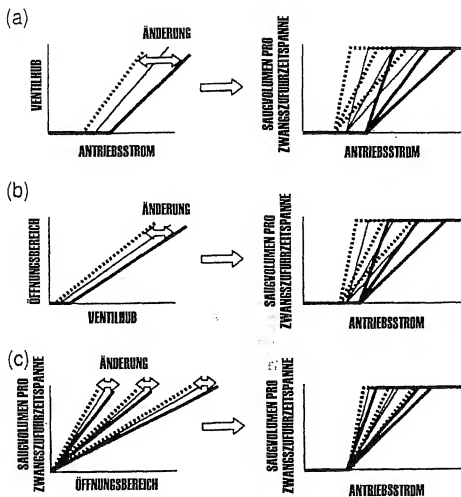 (a)
ÄNDERUNG
VENTILHUB
ANTRIEBSSTROM
SAUGVOLUMEN PRO
ZWANGSZUFUHRZEITSPANNE
ANTRIEBSSTROM
(b)
ÄNDERUNG
ÖFFNUNGSBEREICH
VENTILHUB
SAUGVOLUMEN PRO
ZWANGSZUFUHRZEITSPANNE
ANTRIEBSSTROM
(c)
ÄNDERUNG
SAUGVOLUMEN PRO
ZWANGSZUFUHRZEITSPANNE
ÖFFNUNGSBEREICH
SAUGVOLUMEN PRO
ZWANGSZUFUHRZEITSPANNE
ANTRIEBSSTROM